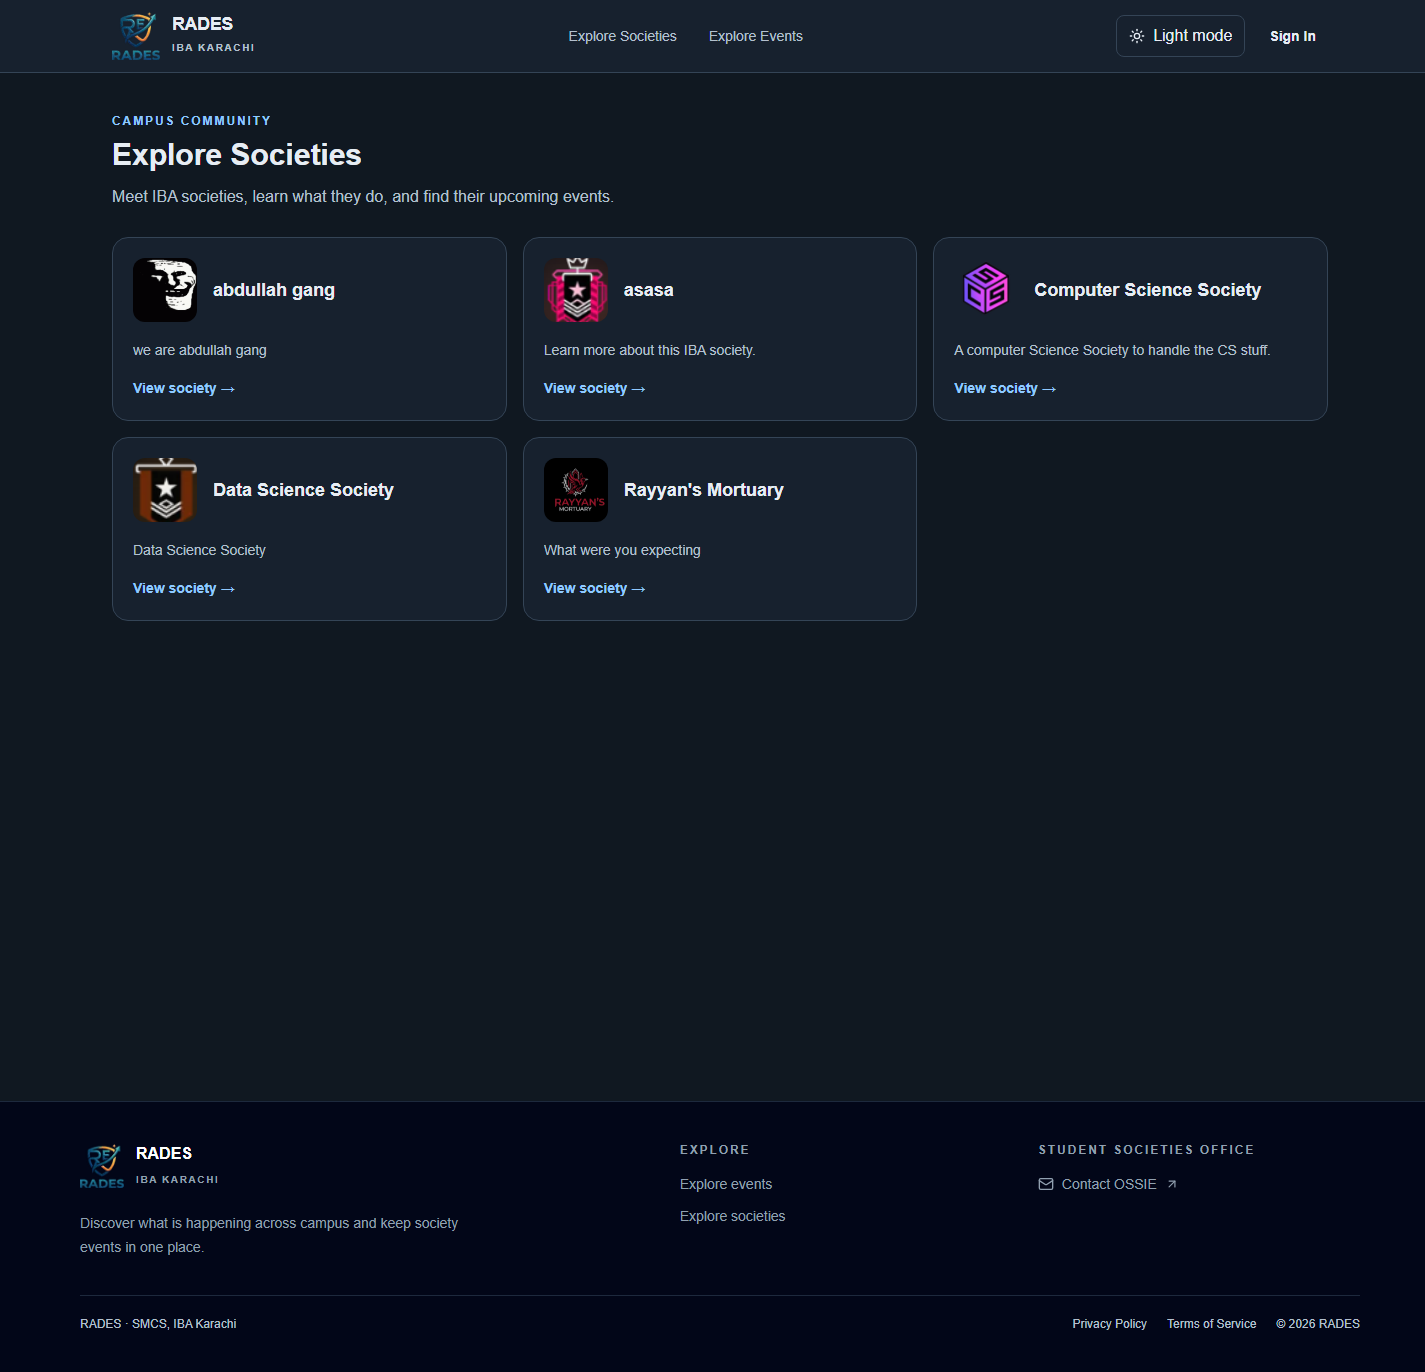 RADES
RADES
IBA KARACHI
Explore Societies
Explore Events
Light mode
Sign In
CAMPUS COMMUNITY
Explore Societies
Meet IBA societies, learn what they do, and find their upcoming events.
abdullah gang
we are abdullah gang
View society →
asasa
Learn more about this IBA society.
View society →
Computer Science Society
A computer Science Society to handle the CS stuff.
View society →
Data Science Society
Data Science Society
View society →
RAYYAN'S
MORTUARY
Rayyan's Mortuary
What were you expecting
View society →
RADES
RADES
IBA KARACHI
Discover what is happening across campus and keep society
events in one place.
EXPLORE
Explore events
Explore societies
STUDENT SOCIETIES OFFICE
Contact OSSIE
RADES · SMCS, IBA Karachi
Privacy Policy
Terms of Service
© 2026 RADES